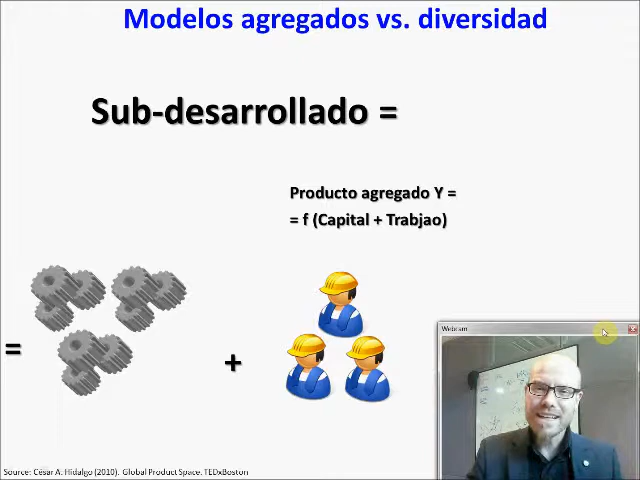 Modelos agregados vs. diversidad
Sub-desarrollado =
Producto agregado Y =
= f (Capital + Trabjao)
=
+
Webcam
Source: César A. Hidalgo (2010). Global Product Space. TEDxBoston